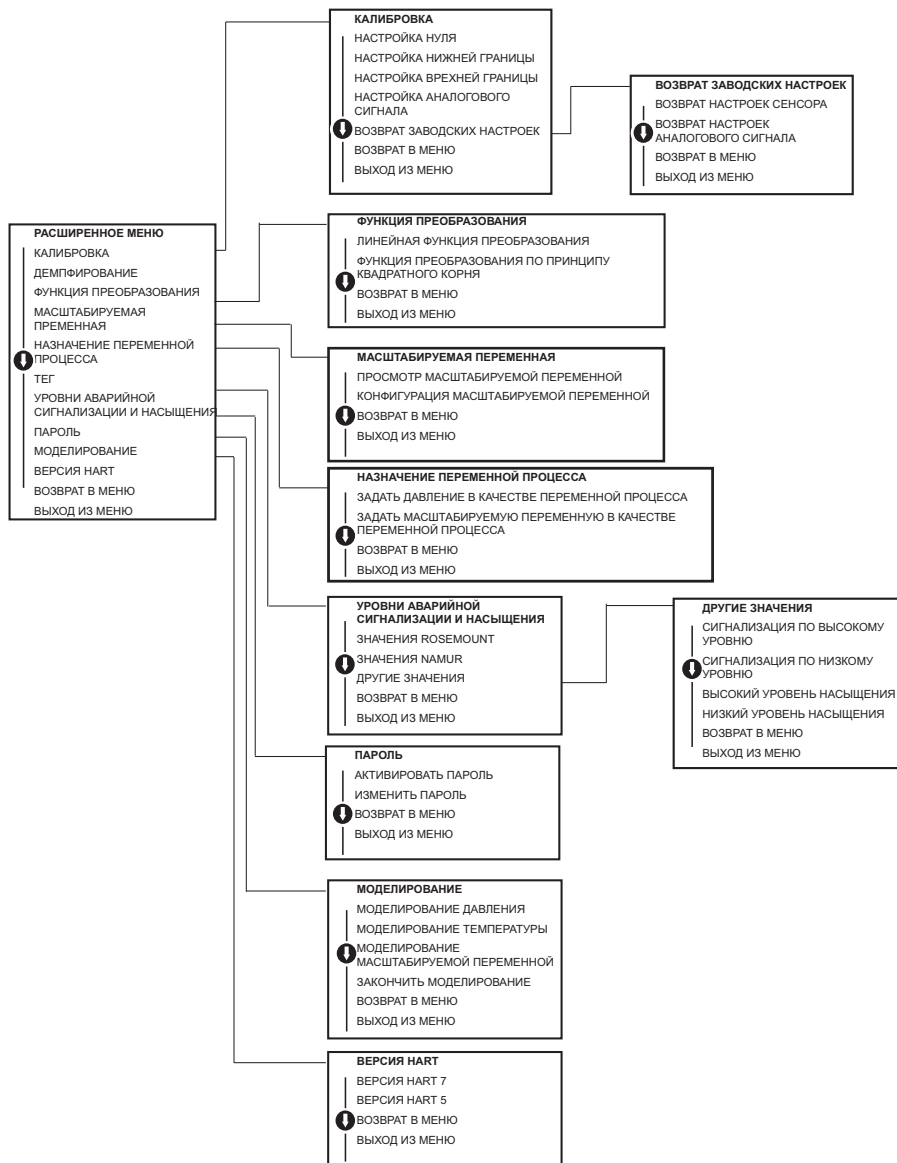 КАЛИБРОВКА
НАСТРОЙКА НУЛЯ
НАСТРОЙКА НИЖНЕЙ ГРАНИЦЫ
НАСТРОЙКА ВРЕХНЕЙ ГРАНИЦЫ
НАСТРОЙКА АНАЛОГОВОГО
СИГНАЛА
ВОЗВРАТ ЗАВОДСКИХ НАСТРОЕК
ВОЗВРАТ В МЕНЮ
ВЫХОД ИЗ МЕНЮ
ВОЗВРАТ ЗАВОДСКИХ НАСТРОЕК
ВОЗВРАТ НАСТРОЕК СЕНСОРА
ВОЗВРАТ НАСТРОЕК
АНАЛОГОВОГО СИГНАЛА
ВОЗВРАТ В МЕНЮ
ВЫХОД ИЗ МЕНЮ
РАСШИРЕННОЕ МЕНЮ
КАЛИБРОВКА
ДЕМПФИРОВАНИЕ
ФУНКЦИЯ ПРЕОБРАЗОВАНИЯ
МАСШТАБИРУЕМАЯ
ПРЕМЕННАЯ
НАЗНАЧЕНИЕ ПЕРЕМЕННОЙ
ПРОЦЕССА
ТЕГ
УРОВНИ АВАРИЙНОЙ
СИГНАЛИЗАЦИИ И НАСЫЩЕНИЯ
ПАРОЛЬ
МОДЕЛИРОВАНИЕ
ВЕРСИЯ HART
ВОЗВРАТ В МЕНЮ
ВЫХОД ИЗ МЕНЮ
ФУНКЦИЯ ПРЕОБРАЗОВАНИЯ
ЛИНЕЙНАЯ ФУНКЦИЯ ПРЕОБРАЗОВАНИЯ
ФУНКЦИЯ ПРЕОБРАЗОВАНИЯ ПО ПРИНЦИПУ
КВАДРАТНОГО КОРНЯ
ВОЗВРАТ В МЕНЮ
ВЫХОД ИЗ МЕНЮ
МАСШТАБИРУЕМАЯ ПЕРЕМЕННАЯ
ПРОСМОТР МАСШТАБИРУЕМОЙ ПЕРЕМЕННОЙ
КОНФИГУРАЦИЯ МАСШТАБИРУЕМОЙ ПЕРЕМЕННОЙ
ВОЗВРАТ В МЕНЮ
ВЫХОД ИЗ МЕНЮ
НАЗНАЧЕНИЕ ПЕРЕМЕННОЙ ПРОЦЕССА
ЗАДАТЬ ДАВЛЕНИЕ В КАЧЕСТВЕ ПЕРЕМЕННОЙ ПРОЦЕССА
ЗАДАТЬ МАСШТАБИРУЕМУЮ ПЕРЕМЕННУЮ В КАЧЕСТВЕ
ПЕРЕМЕННОЙ ПРОЦЕССА
ВОЗВРАТ В МЕНЮ
ВЫХОД ИЗ МЕНЮ
УРОВНИ АВАРИЙНОЙ
СИГНАЛИЗАЦИИ И НАСЫЩЕНИЯ
ЗНАЧЕНИЯ ROSEMOUNT
ЗНАЧЕНИЯ NAMUR
ДРУГИЕ ЗНАЧЕНИЯ
ВОЗВРАТ В МЕНЮ
ВЫХОД ИЗ МЕНЮ
ДРУГИЕ ЗНАЧЕНИЯ
СИГНАЛИЗАЦИЯ ПО ВЫСОКОМУ
УРОВНЮ
СИГНАЛИЗАЦИЯ ПО НИЗКОМУ
УРОВНЮ
ВЫСОКИЙ УРОВЕНЬ НАСЫЩЕНИЯ
НИЗКИЙ УРОВЕНЬ НАСЫЩЕНИЯ
ВОЗВРАТ В МЕНЮ
ВЫХОД ИЗ МЕНЮ
ПАРОЛЬ
АКТИВИРОВАТЬ ПАРОЛЬ
ИЗМЕНИТЬ ПАРОЛЬ
ВОЗВРАТ В МЕНЮ
ВЫХОД ИЗ МЕНЮ
МОДЕЛИРОВАНИЕ
МОДЕЛИРОВАНИЕ ДАВЛЕНИЯ
МОДЕЛИРОВАНИЕ ТЕМПЕРАТУРЫ
МОДЕЛИРОВАНИЕ
МАСШТАБИРУЕМОЙ ПЕРЕМЕННОЙ
ЗАКОНЧИТЬ МОДЕЛИРОВАНИЕ
ВОЗВРАТ В МЕНЮ
ВЫХОД ИЗ МЕНЮ
ВЕРСИЯ HART
ВЕРСИЯ HART 7
ВЕРСИЯ HART 5
ВОЗВРАТ В МЕНЮ
ВЫХОД ИЗ МЕНЮ